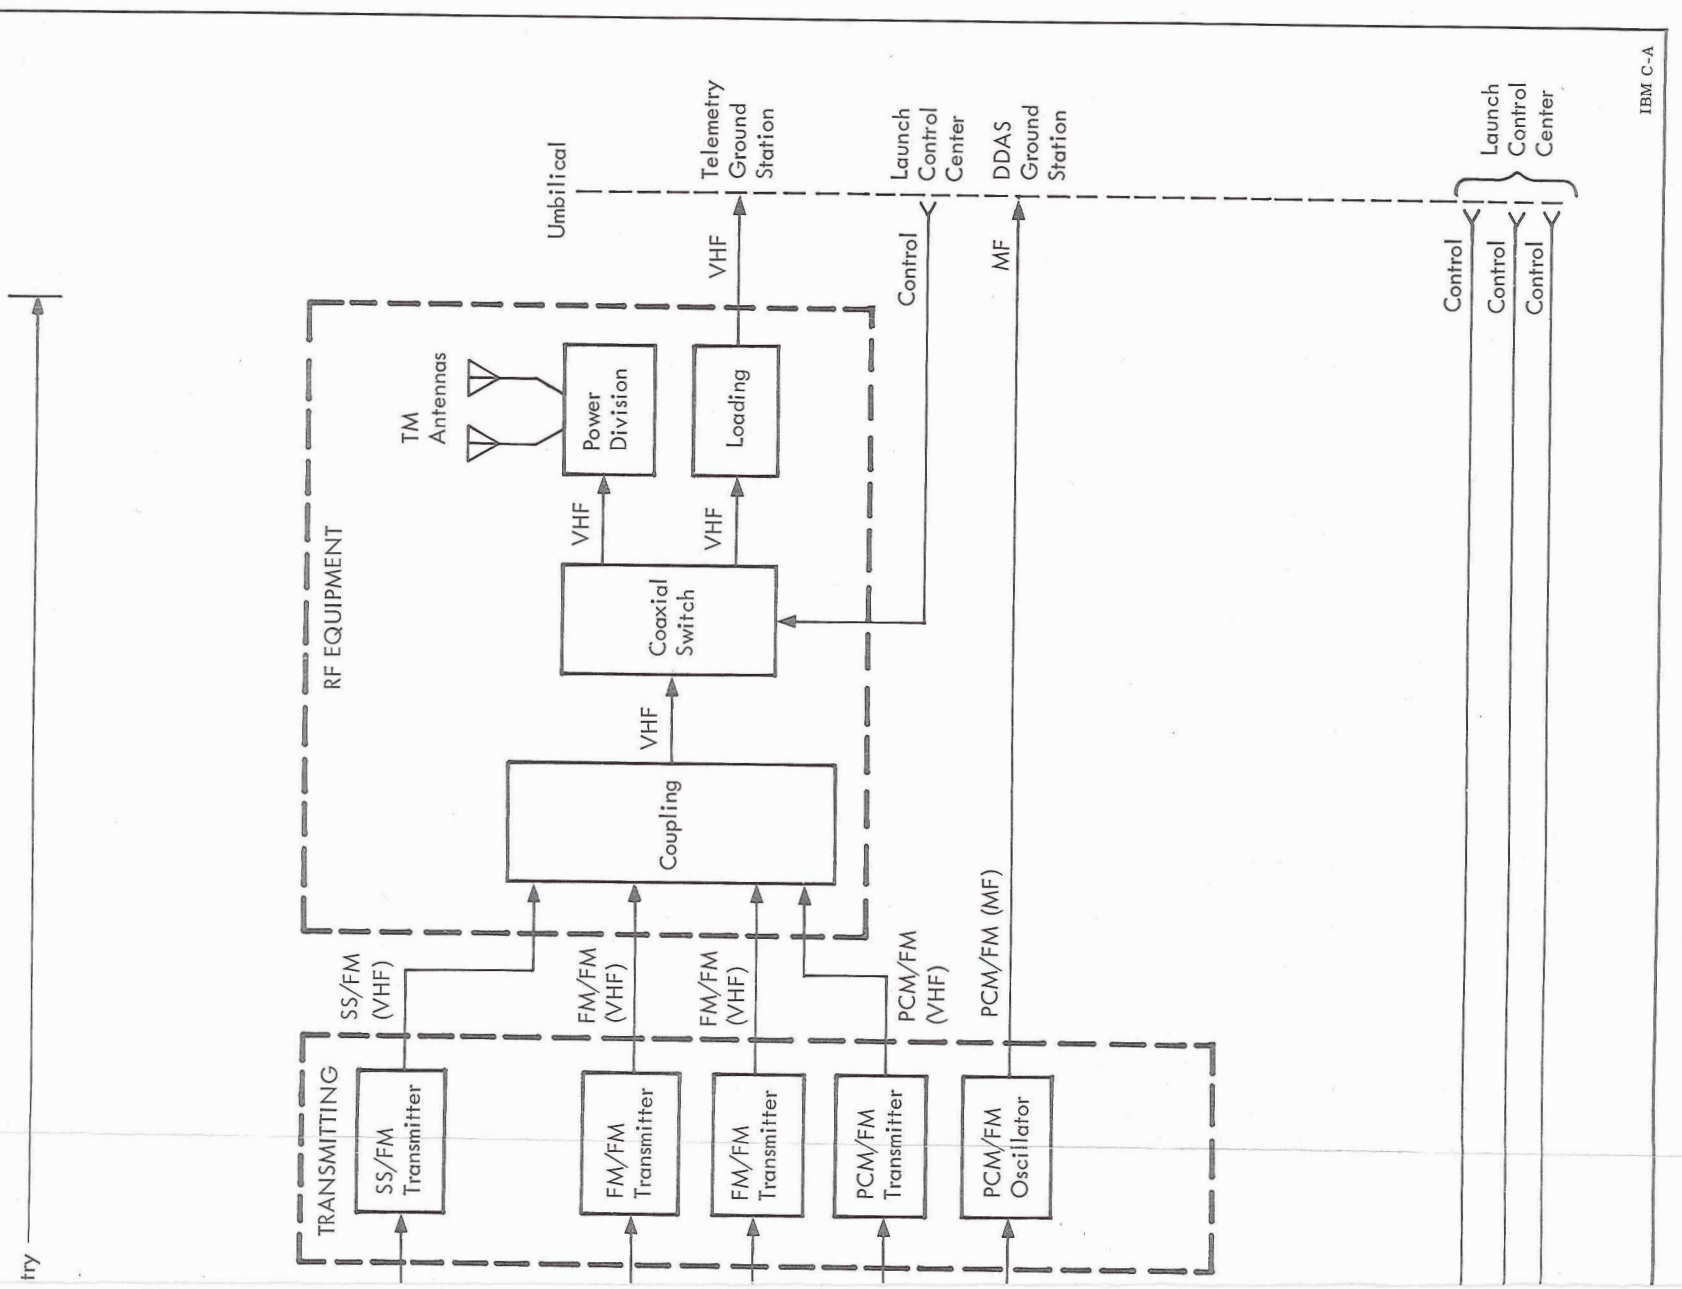 try
TRANSMITTING
SS/FM
Transmitter
FM/FM
Transmitter
FM/FM
Transmitter
PCM/FM
Transmitter
PCM/FM
Oscillator
SS/FM
(VHF)
FM/FM
(VHF)
FM/FM
(VHF)
PCM/FM
(VHF)
PCM/FM (MF)
RF EQUIPMENT
Coupling
VHF
Coaxial
Switch
VHF
VHF
TM
Antennas
Power
Division
Loading
VHF
Control
MF
Control
Control
Control
Umbilical
Telemetry
Ground
Station
Launch
Control
Center
DDAS
Ground
Station
Launch
Control
Center
IBM C-A